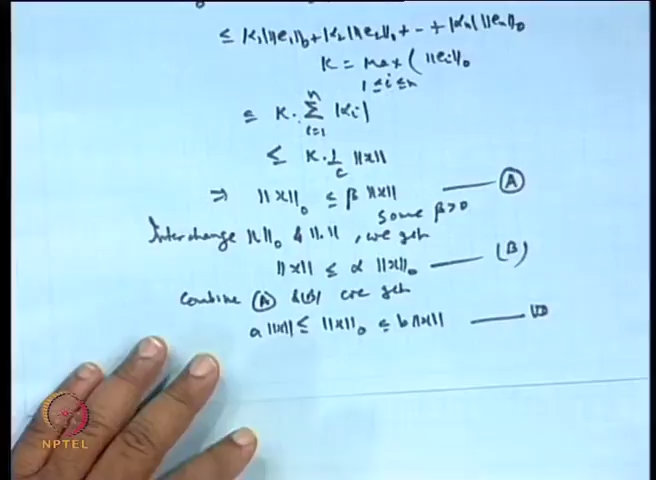 ≤ |α₁|‖e₁‖₀ + |α₂|‖e₂‖₀ + - + |αₙ|‖eₙ‖₀
K = max ( ‖eᵢ‖₀
1 ≤ i ≤ n
≤ K · Σ |αᵢ|
n
i=1
≤ K · 1/c ‖x‖
⇒ ‖x‖₀ ≤ β ‖x‖ —— (A)
some β>0
Interchange ‖·‖₀ & ‖·‖, we get
‖x‖ ≤ α ‖x‖₀ —— (B)
Combine (A) & (B) we get
a ‖x‖ ≤ ‖x‖₀ ≤ b ‖x‖ ——
NPTEL